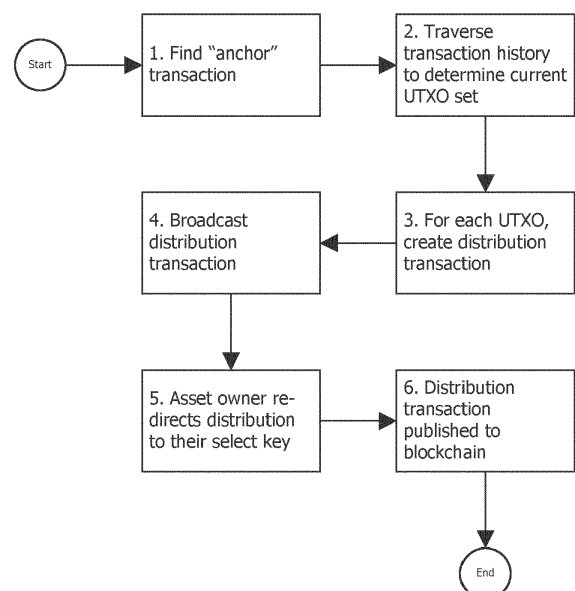 Start
1. Find “anchor”
transaction
2. Traverse
transaction history
to determine current
UTXO set
3. For each UTXO,
create distribution
transaction
4. Broadcast
distribution
transaction
5. Asset owner re-
directs distribution
to their select key
6. Distribution
transaction
published to
blockchain
End